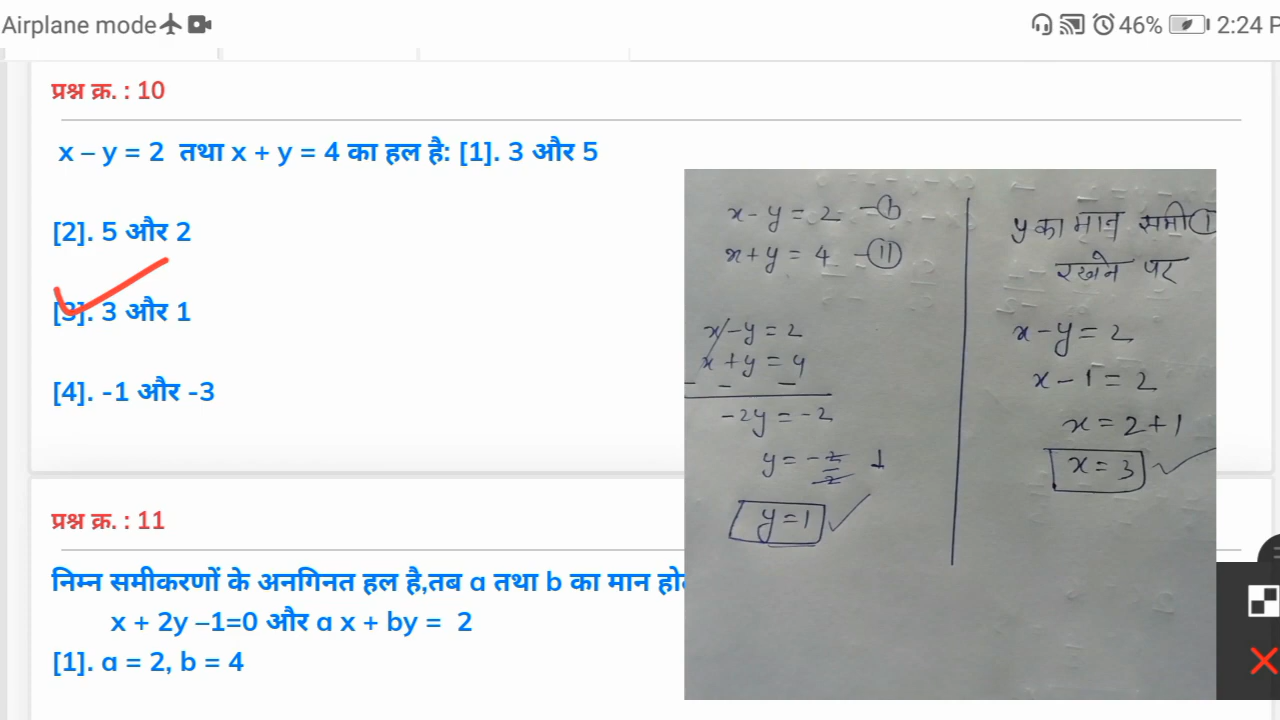 Airplane mode
46% 2:24 P
प्रश्न क्र. : 10
x – y = 2 तथा x + y = 4 का हल है: [1]. 3 और 5
[2]. 5 और 2
[3]. 3 और 1
[4]. -1 और -3
प्रश्न क्र. : 11
निम्न समीकरणों के अनगिनत हल है,तब a तथा b का मान
x + 2y –1=0 और a x + by = 2
[1]. a = 2, b = 4
x - y = 2 -(I)
x + y = 4 -(II)
x - y = 2
x + y = 4
- - -
-2y = -2
y = -2/-2 1
y = 1
y का मान समी (I)
रखने पर
x - y = 2
x - 1 = 2
x = 2 + 1
x = 3